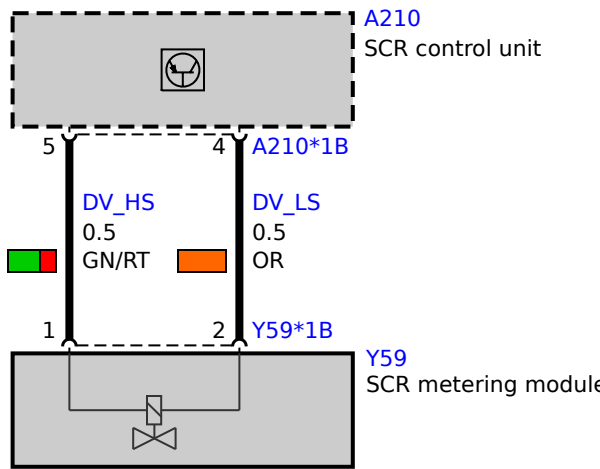 A210
SCR control unit
5 4 A210*1B
DV_HS DV_LS
0.5 0.5
GN/RT OR
1 2 Y59*1B
Y59
SCR metering module